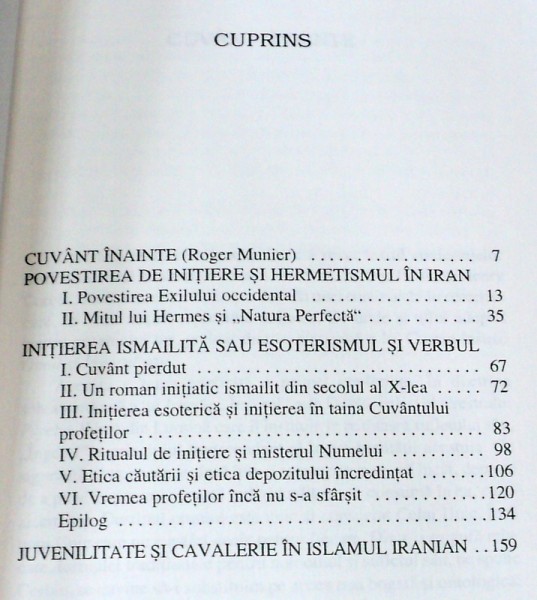 CUPRINS
CUVÂNT ÎNAINTE (Roger Munier) . . . . . . . . . . . . . . . . . . . 7
POVESTIREA DE INIȚIERE ȘI HERMETISMUL ÎN IRAN
I. Povestirea Exilului occidental . . . . . . . . . . . . . . . . . . 13
II. Mitul lui Hermes și „Natura Perfectă“ . . . . . . . . . . . . 35
INIȚIEREA ISMAILITĂ SAU ESOTERISMUL ȘI VERBUL
I. Cuvânt pierdut . . . . . . . . . . . . . . . . . . . . . . . . . . . . 67
II. Un roman inițiatic ismailit din secolul al X-lea . . . . . 72
III. Inițierea esoterică și inițierea în taina Cuvântului
profeților . . . . . . . . . . . . . . . . . . . . . . . . . . . . . . . 83
IV. Ritualul de inițiere și misterul Numelui . . . . . . . . . 98
V. Etica căutării și etica depozitului încredințat . . . . . . 106
VI. Vremea profeților încă nu s-a sfârșit . . . . . . . . . . . 120
Epilog . . . . . . . . . . . . . . . . . . . . . . . . . . . . . . . . . . 134
JUVENILITATE ȘI CAVALERIE ÎN ISLAMUL IRANIAN . . 159